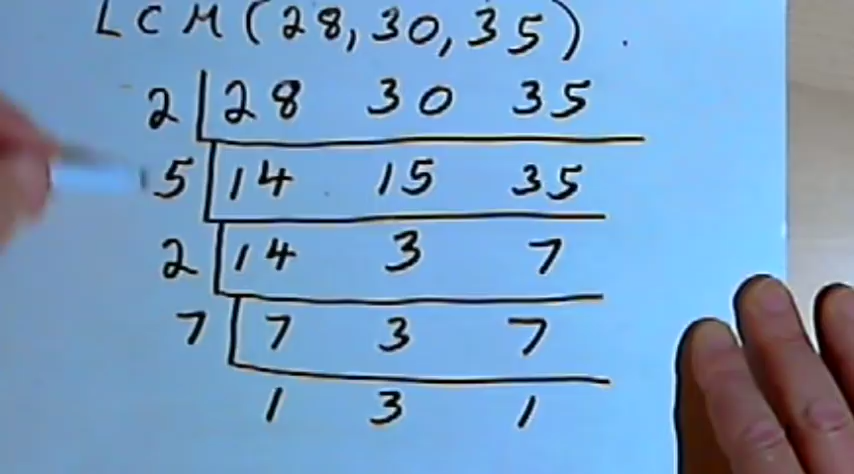 LCM(28,30,35).
2 28 30 35
5 14 15 35
2 14 3 7
7 7 3 7
1 3 1